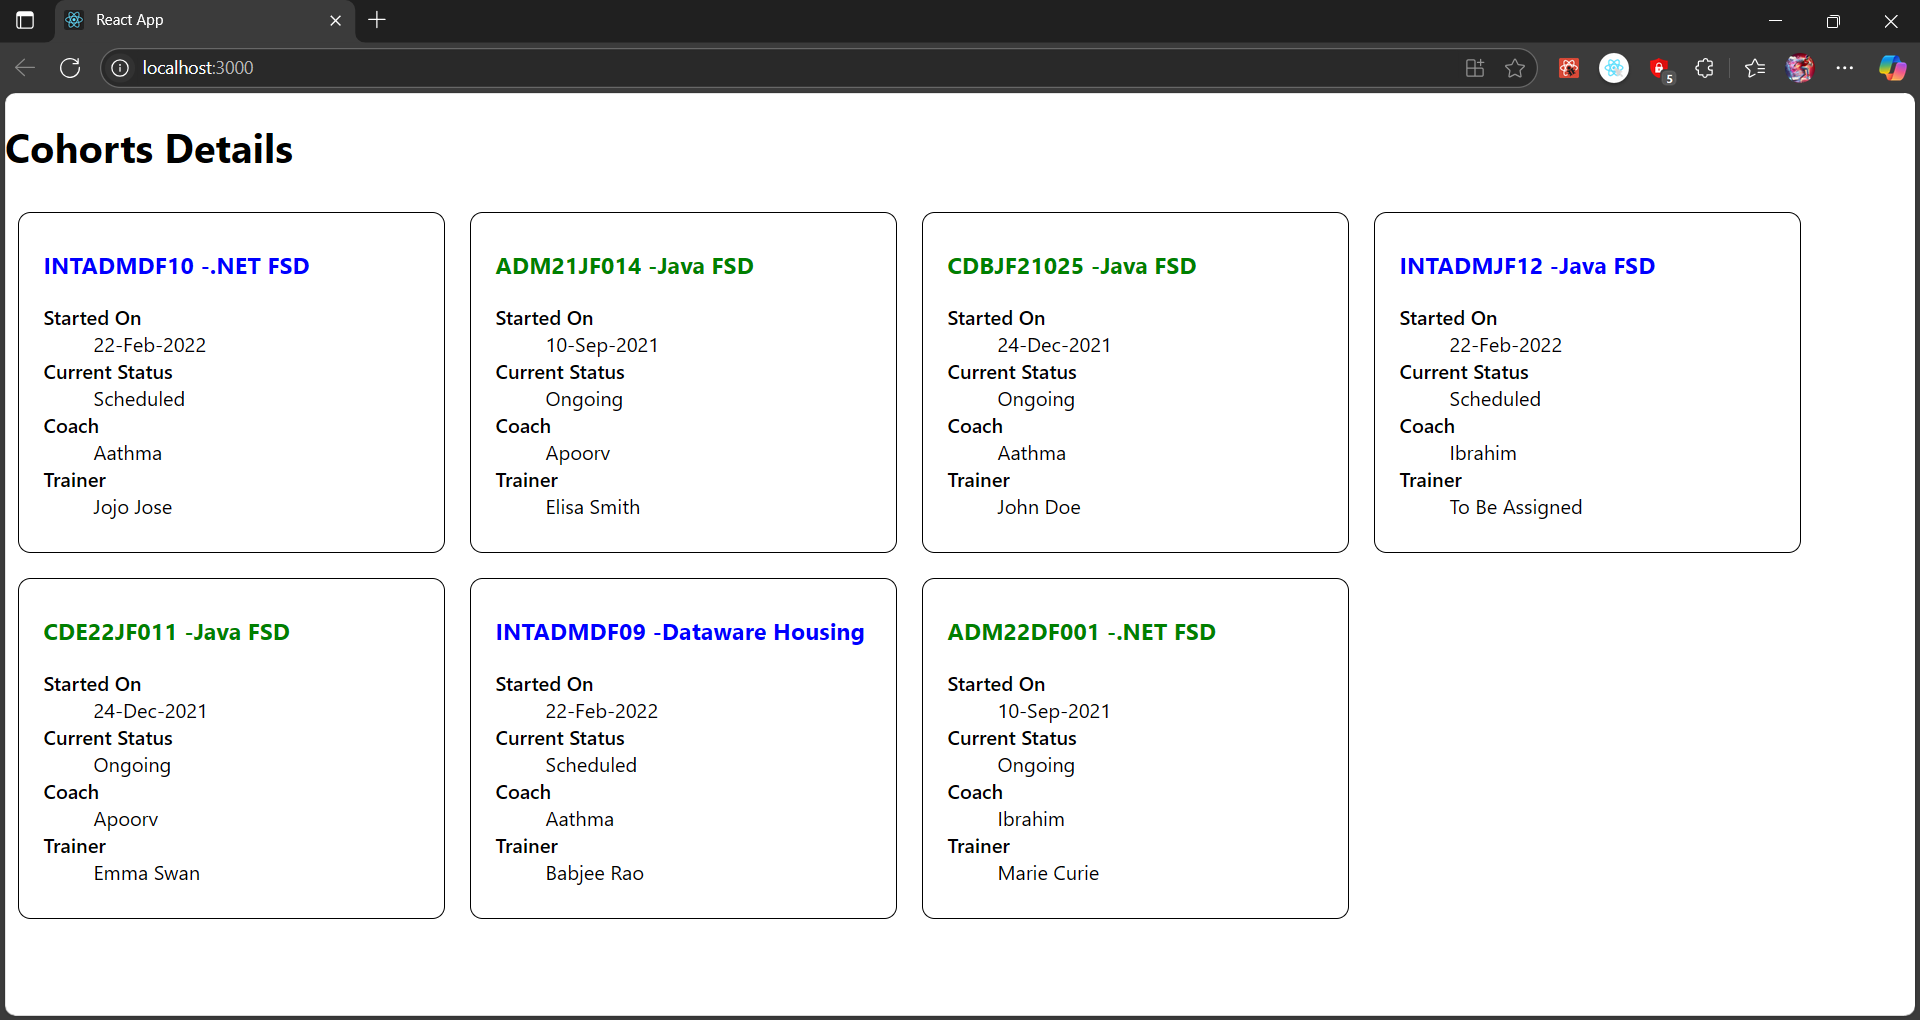 React App
localhost:3000
5
Cohorts Details
INTADMDF10 -.NET FSD
Started On
22-Feb-2022
Current Status
Scheduled
Coach
Aathma
Trainer
Jojo Jose
ADM21JF014 -Java FSD
Started On
10-Sep-2021
Current Status
Ongoing
Coach
Apoorv
Trainer
Elisa Smith
CDBJF21025 -Java FSD
Started On
24-Dec-2021
Current Status
Ongoing
Coach
Aathma
Trainer
John Doe
INTADMJF12 -Java FSD
Started On
22-Feb-2022
Current Status
Scheduled
Coach
Ibrahim
Trainer
To Be Assigned
CDE22JF011 -Java FSD
Started On
24-Dec-2021
Current Status
Ongoing
Coach
Apoorv
Trainer
Emma Swan
INTADMDF09 -Dataware Housing
Started On
22-Feb-2022
Current Status
Scheduled
Coach
Aathma
Trainer
Babjee Rao
ADM22DF001 -.NET FSD
Started On
10-Sep-2021
Current Status
Ongoing
Coach
Ibrahim
Trainer
Marie Curie